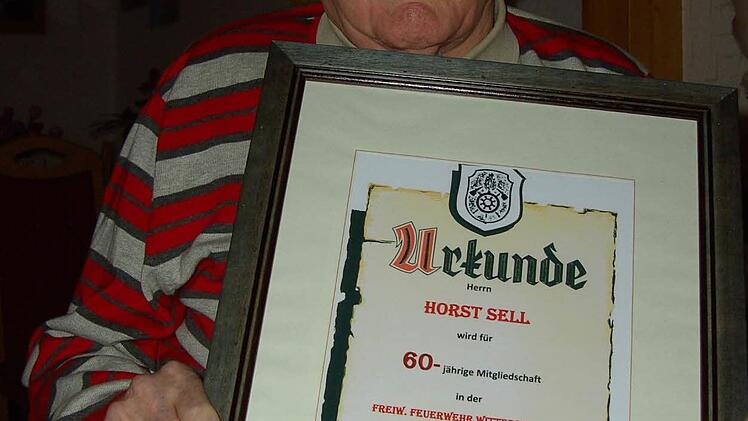 Urkunde
Herrn
HORST SELL
wird für
60-jährige Mitgliedschaft
in der
FREIW. FEUERWEHR